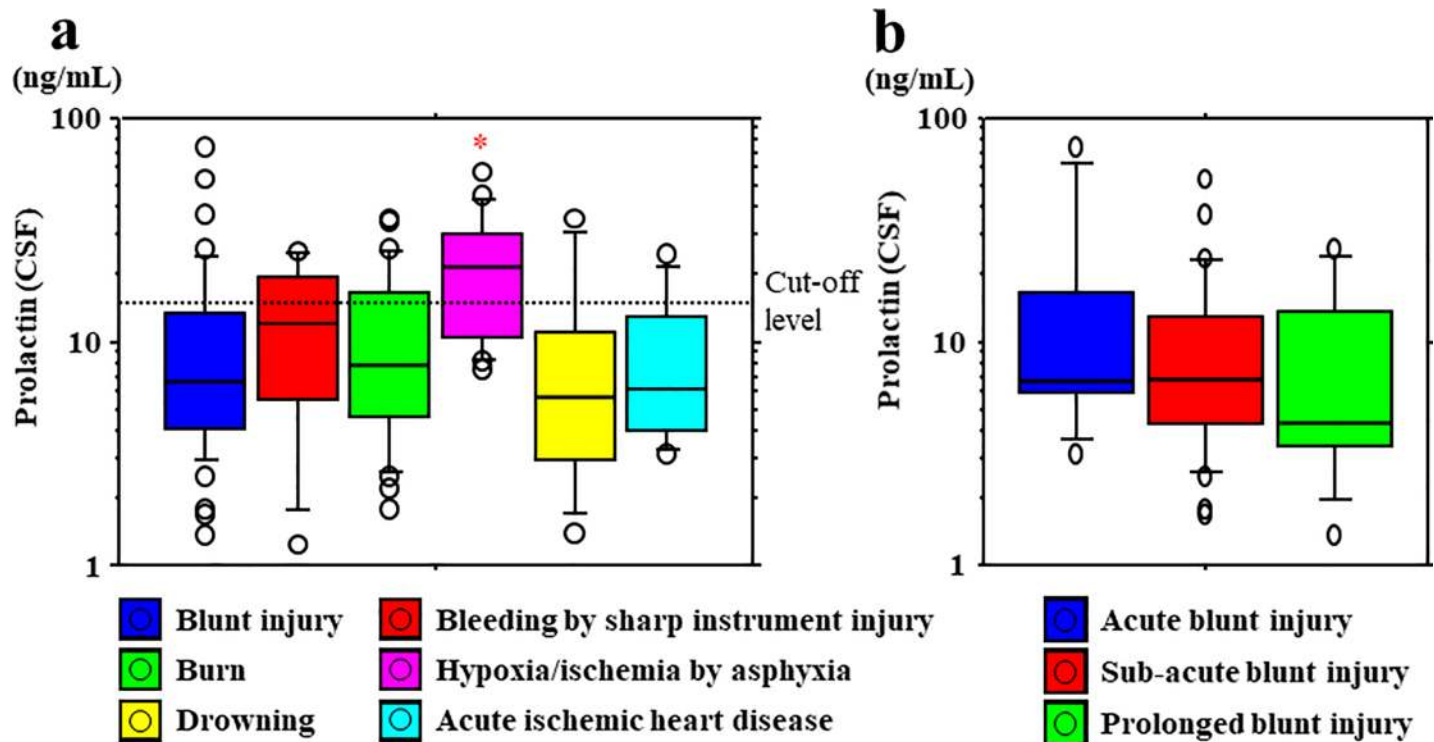 a
(ng/mL)
100
10
1
Prolactin (CSF)
*
Cut-off
level
Blunt injury
Bleeding by sharp instrument injury
Burn
Hypoxia/ischemia by asphyxia
Drowning
Acute ischemic heart disease
b
(ng/mL)
100
10
1
Prolactin (CSF)
Acute blunt injury
Sub-acute blunt injury
Prolonged blunt injury